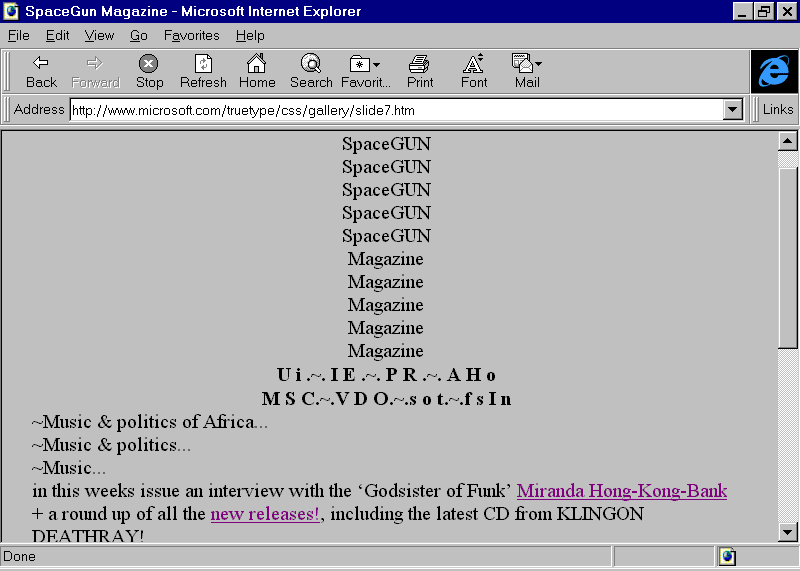 SpaceGun Magazine - Microsoft Internet Explorer
File Edit View Go Favorites Help
Back Forward Stop Refresh Home Search Favorit... Print Font Mail
Address http://www.microsoft.com/truetype/css/gallery/slide7.htm Links
SpaceGUN
SpaceGUN
SpaceGUN
SpaceGUN
SpaceGUN
Magazine
Magazine
Magazine
Magazine
Magazine
U i .~. I E .~. P R .~. A H o
M S C.~.V D O.~.s o t.~.f s I n
~Music & politics of Africa...
~Music & politics...
~Music...
in this weeks issue an interview with the ‘Godsister of Funk’ Miranda Hong-Kong-Bank
+ a round up of all the new releases!, including the latest CD from KLINGON
DEATHRAY!
Done